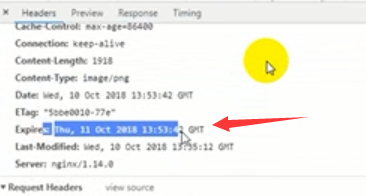 Headers Preview Response Timing
Cache-Control: max-age=86400
Connection: keep-alive
Content-Length: 1918
Content-Type: image/png
Date: Wed, 10 Oct 2018 13:53:42 GMT
ETag: "5bbe0010-77e"
Expires: Thu, 11 Oct 2018 13:53:42 GMT
Last-Modified: Wed, 10 Oct 2018 13:35:12 GMT
Server: nginx/1.14.0
Request Headers view source